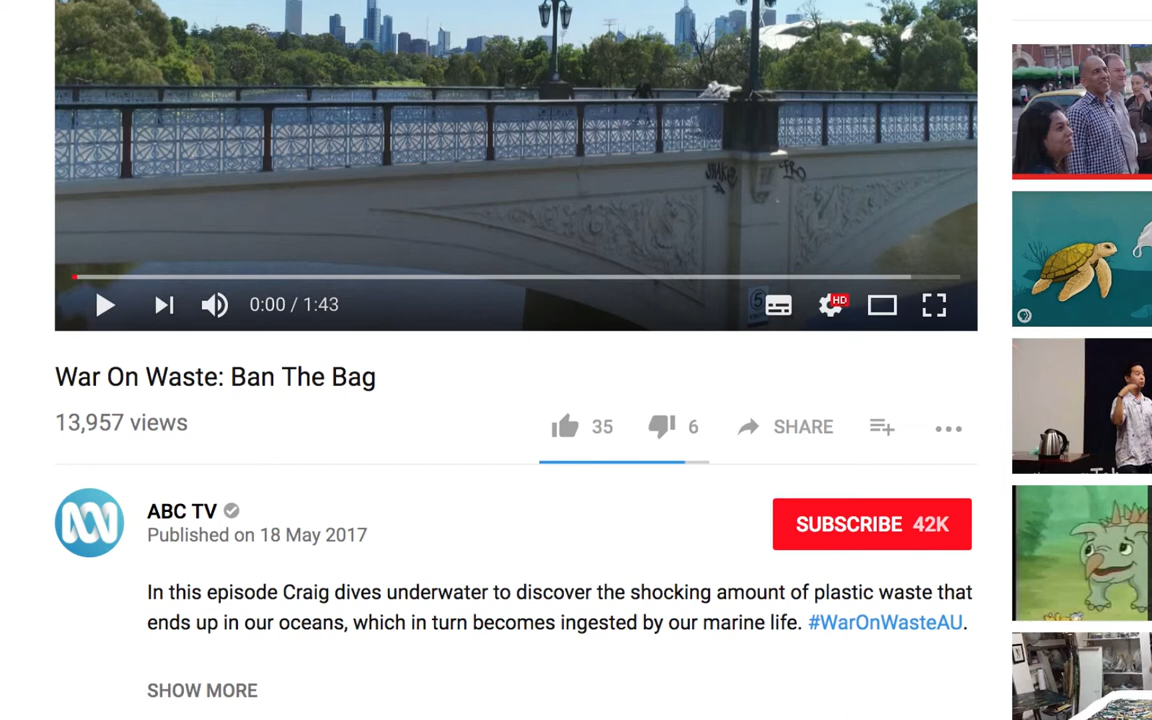 HD
0:00 / 1:43
War On Waste: Ban The Bag
13,957 views
35
6
SHARE
ABC TV
Published on 18 May 2017
SUBSCRIBE 42K
In this episode Craig dives underwater to discover the shocking amount of plastic waste that
ends up in our oceans, which in turn becomes ingested by our marine life. #WarOnWasteAU.
SHOW MORE